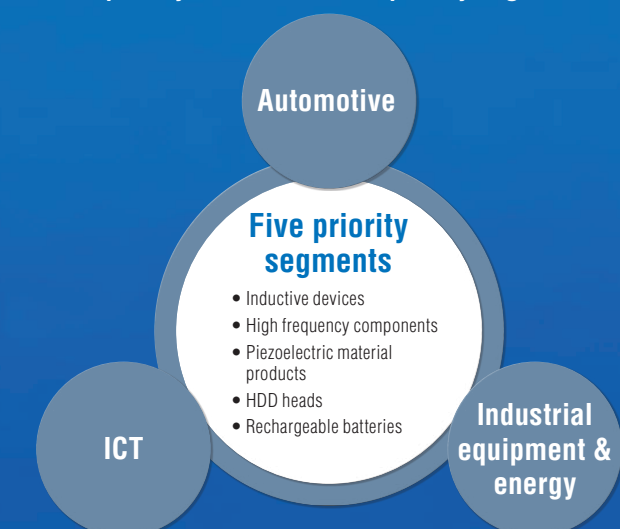 Automotive
Five priority
segments
• Inductive devices
• High frequency components
• Piezoelectric material
products
• HDD heads
• Rechargeable batteries
ICT
Industrial
equipment &
energy